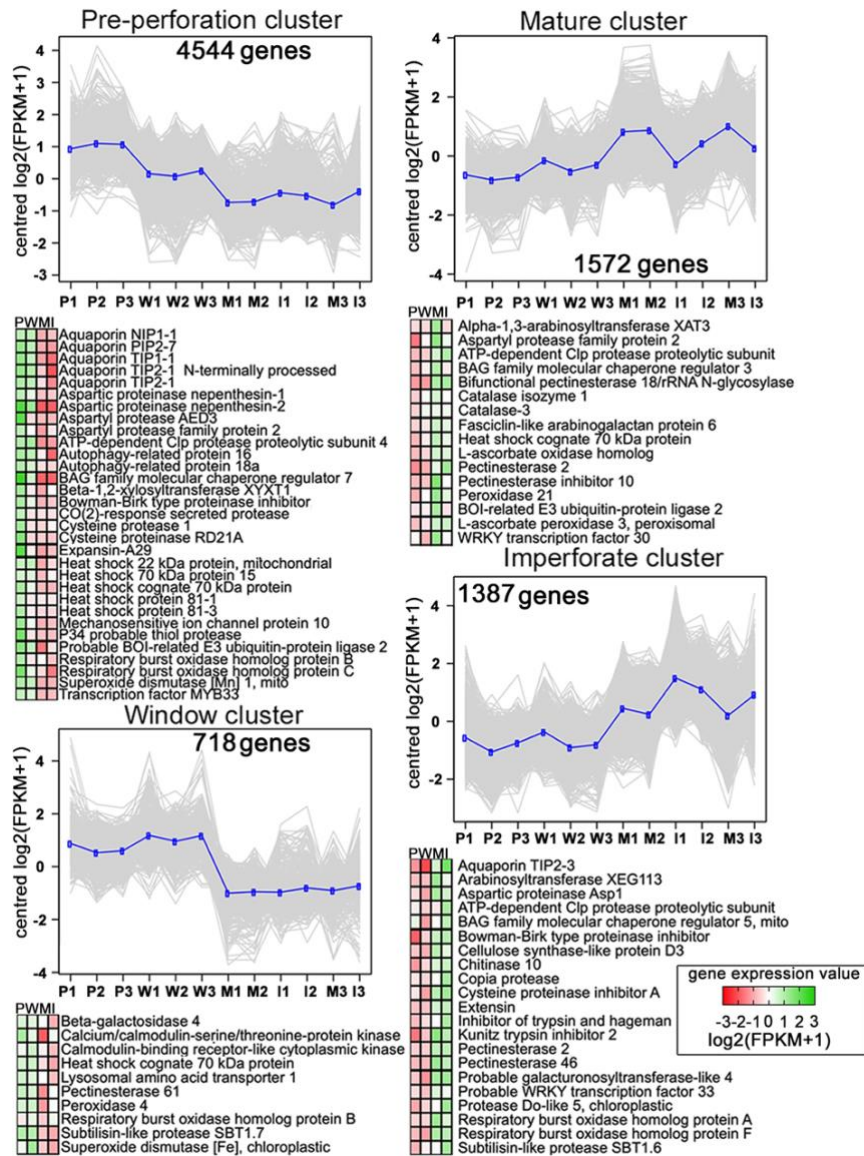 Pre-perforation cluster
4544 genes
centred log2(FPKM+1)
4
3
2
1
0
-1
-2
-3
P1 P2 P3 W1 W2 W3 M1 M2 I1 I2 M3 I3
PWMI
Aquaporin NIP1-1
Aquaporin PIP2-7
Aquaporin TIP1-1
Aquaporin TIP2-1 N-terminally processed
Aquaporin TIP2-1
Aspartic proteinase nepenthesin-1
Aspartic proteinase nepenthesin-2
Aspartyl protease AED3
Aspartyl protease family protein 2
ATP-dependent Clp protease proteolytic subunit 4
Autophagy-related protein 16
Autophagy-related protein 18a
BAG family molecular chaperone regulator 7
Beta-1,2-xylosyltransferase XYXT1
Bowman-Birk type proteinase inhibitor
CO(2)-response secreted protease
Cysteine protease 1
Cysteine proteinase RD21A
Expansin-A29
Heat shock 22 kDa protein, mitochondrial
Heat shock 70 kDa protein 15
Heat shock cognate 70 kDa protein
Heat shock protein 81-1
Heat shock protein 81-3
Mechanosensitive ion channel protein 10
P34 probable thiol protease
Probable BOI-related E3 ubiquitin-protein ligase 2
Respiratory burst oxidase homolog protein B
Respiratory burst oxidase homolog protein C
Superoxide dismutase [Mn] 1, mito
Transcription factor MYB33
Window cluster
718 genes
centred log2(FPKM+1)
4
2
0
-2
-4
P1 P2 P3 W1 W2 W3 M1 M2 I1 I2 M3 I3
PWMI
Beta-galactosidase 4
Calcium/calmodulin-serine/threonine-protein kinase
Calmodulin-binding receptor-like cytoplasmic kinase
Heat shock cognate 70 kDa protein
Lysosomal amino acid transporter 1
Pectinesterase 61
Peroxidase 4
Respiratory burst oxidase homolog protein B
Subtilisin-like protease SBT1.7
Superoxide dismutase [Fe], chloroplastic
Mature cluster
centred log2(FPKM+1)
4
2
0
-2
-4
1572 genes
P1 P2 P3 W1 W2 W3 M1 M2 I1 I2 M3 I3
PWMI
Alpha-1,3-arabinosyltransferase XAT3
Aspartyl protease family protein 2
ATP-dependent Clp protease proteolytic subunit
BAG family molecular chaperone regulator 3
Bifunctional pectinesterase 18/rRNA N-glycosylase
Catalase isozyme 1
Catalase-3
Fasciclin-like arabinogalactan protein 6
Heat shock cognate 70 kDa protein
L-ascorbate oxidase homolog
Pectinesterase 2
Pectinesterase inhibitor 10
Peroxidase 21
BOI-related E3 ubiquitin-protein ligase 2
L-ascorbate peroxidase 3, peroxisomal
WRKY transcription factor 30
Imperforate cluster
1387 genes
centred log2(FPKM+1)
4
2
0
-2
P1 P2 P3 W1 W2 W3 M1 M2 I1 I2 M3 I3
PWMI
Aquaporin TIP2-3
Arabinosyltransferase XEG113
Aspartic proteinase Asp1
ATP-dependent Clp protease proteolytic subunit
BAG family molecular chaperone regulator 5, mito
Bowman-Birk type proteinase inhibitor
Cellulose synthase-like protein D3
Chitinase 10
Copia protease
Cysteine proteinase inhibitor A
Extensin
Inhibitor of trypsin and hageman
Kunitz trypsin inhibitor 2
Pectinesterase 2
Pectinesterase 46
Probable galacturonosyltransferase-like 4
Probable WRKY transcription factor 33
Protease Do-like 5, chloroplastic
Respiratory burst oxidase homolog protein A
Respiratory burst oxidase homolog protein F
Subtilisin-like protease SBT1.6
gene expression value
-3-2-1 0 1 2 3
log2(FPKM+1)